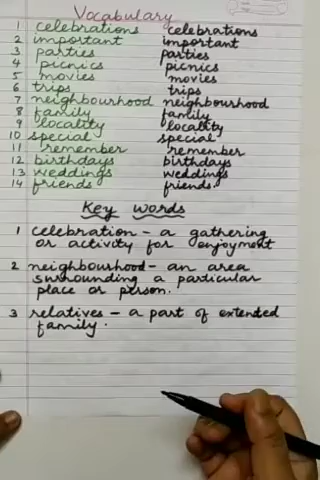 Vocabulary
1 celebrations celebrations
2 important important
3 parties parties
4 picnics picnics
5 movies movies
6 trips trips
7 neighbourhood neighbourhood
8 family family
9 locality locality
10 special special
11 remember remember
12 birthdays birthdays
13 weddings weddings
14 friends friends.
Key words
1 celebration - a gathering
or activity for enjoyment
2 neighbourhood - an area
surrounding a particular
place or person.
3 relatives - a part of extended
family.